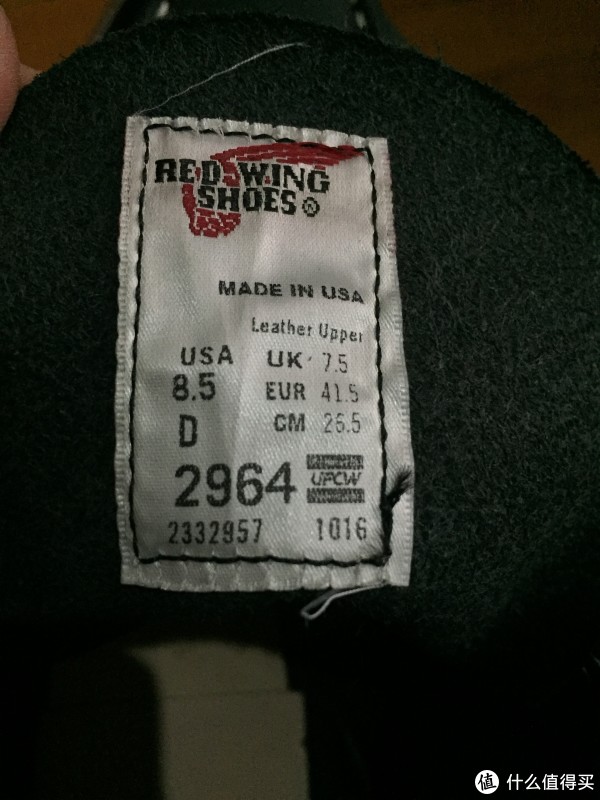 RED WING
SHOES®
MADE IN USA
Leather Upper
USA UK 7.5
8.5 EUR 41.5
D CM 26.5
2964 UFCW
2332957 1016
值 什么值得买